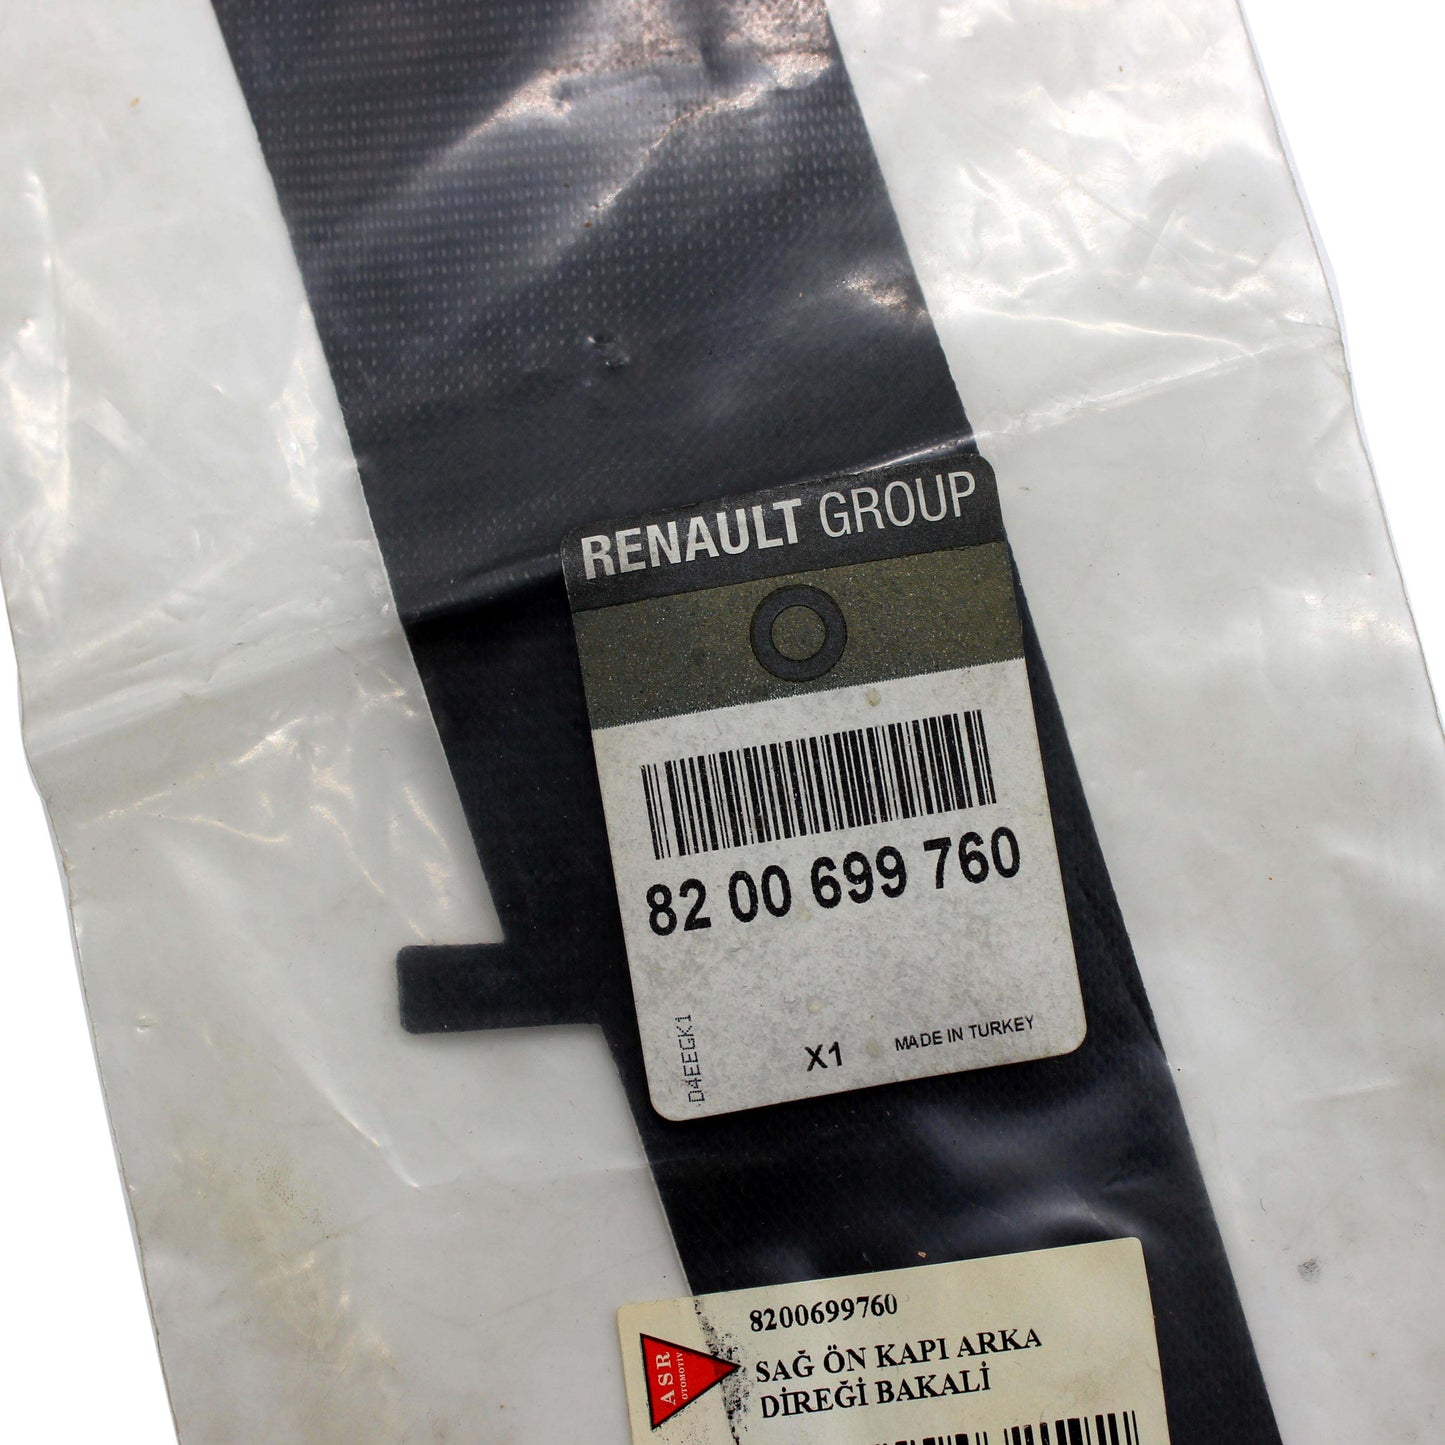 RENAULT GROUP
82 00 699 760
D4EEGK1
X1
MADE IN TURKEY
8200699760
SAĞ ÖN KAPI ARKA
DİREĞİ BAKALİ
ASR
OTOMOTİV